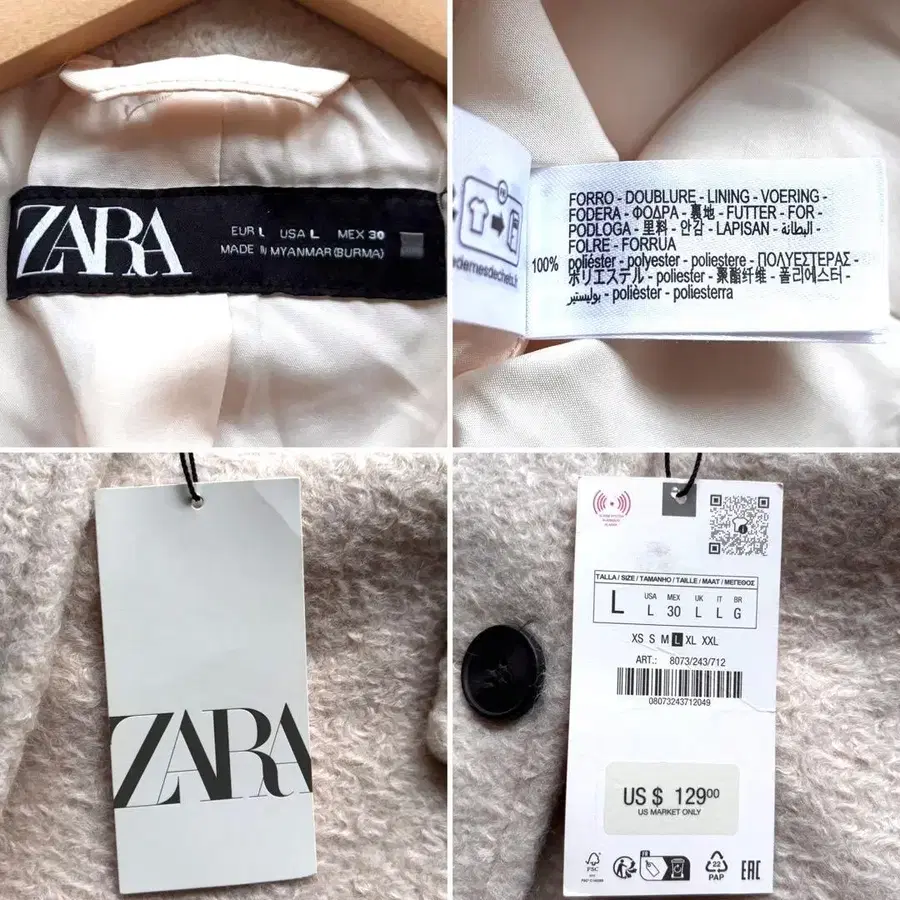 ZARA
EUR L USA L MEX 30
MADE IN MYANMAR (BURMA)
FORRO - DOUBLURE - LINING - VOERING -
FODERA - ΦΟΔΡΑ - 裏地 - FUTTER - FOR -
PODLOGA - 里料 - 안감 - LAPISAN - البطانة -
FOLRE - FORRUA
100% poliéster - polyester - poliestere - ΠΟΛΥΕΣΤΕΡΑΣ -
ポリエステル - poliester - 聚酯纤维 - 폴리에스터 -
بوليستير - polièster - poliesterra
ZARA
TALLA / SIZE / TAMANHO / TAILLE / MAAT / ΜΕΓΕΘΟΣ
L
USA MEX UK IT BR
L 30 L L G
XS S M L XL XXL
ART.: 8073/243/712
08073243712049
US $ 129.00
US MARKET ONLY
FSC
FR
22
PAP
EAC